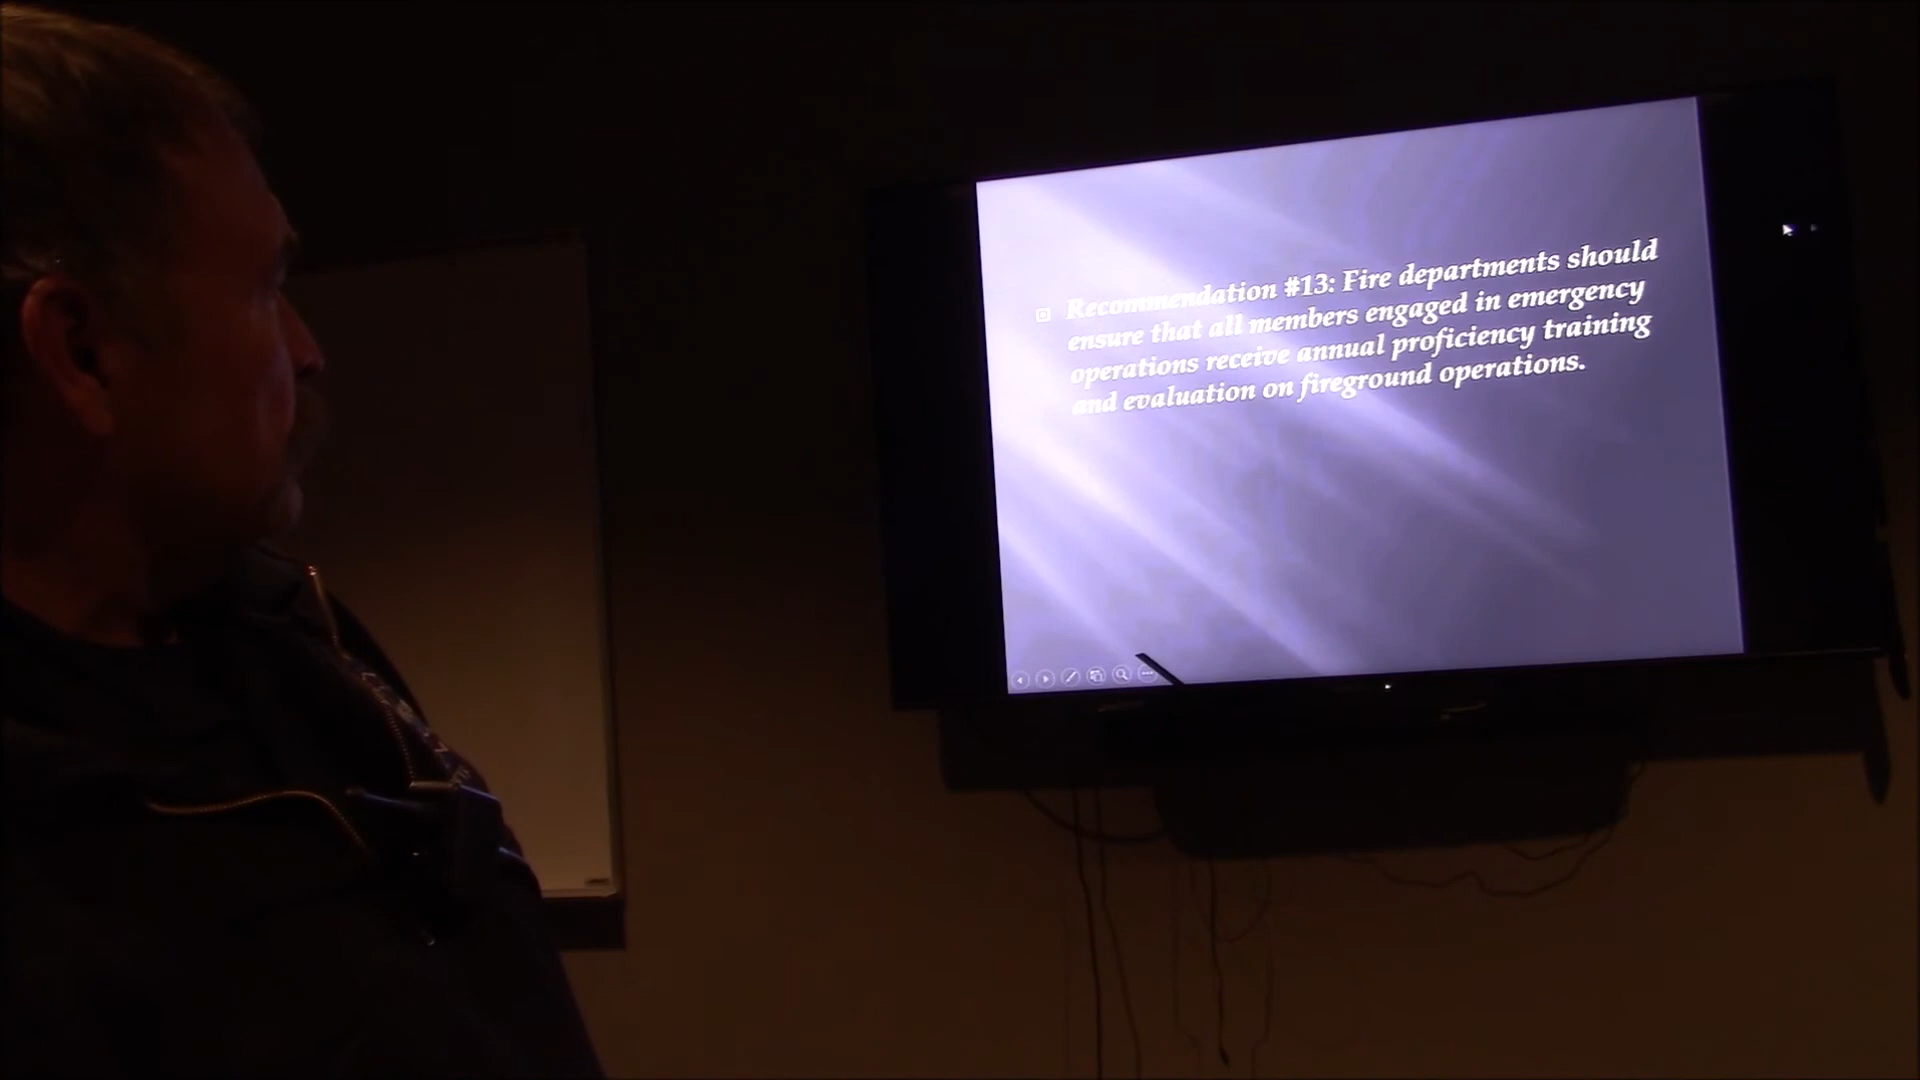 Recommendation #13: Fire departments should
ensure that all members engaged in emergency
operations receive annual proficiency training
and evaluation on fireground operations.